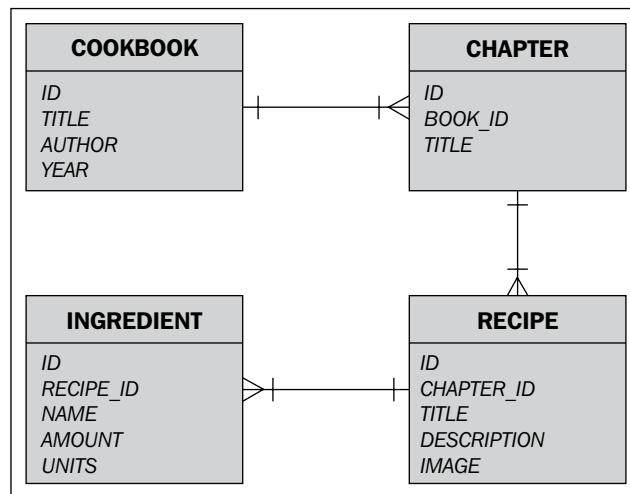 COOKBOOK
ID
TITLE
AUTHOR
YEAR
CHAPTER
ID
BOOK_ID
TITLE
INGREDIENT
ID
RECIPE_ID
NAME
AMOUNT
UNITS
RECIPE
ID
CHAPTER_ID
TITLE
DESCRIPTION
IMAGE